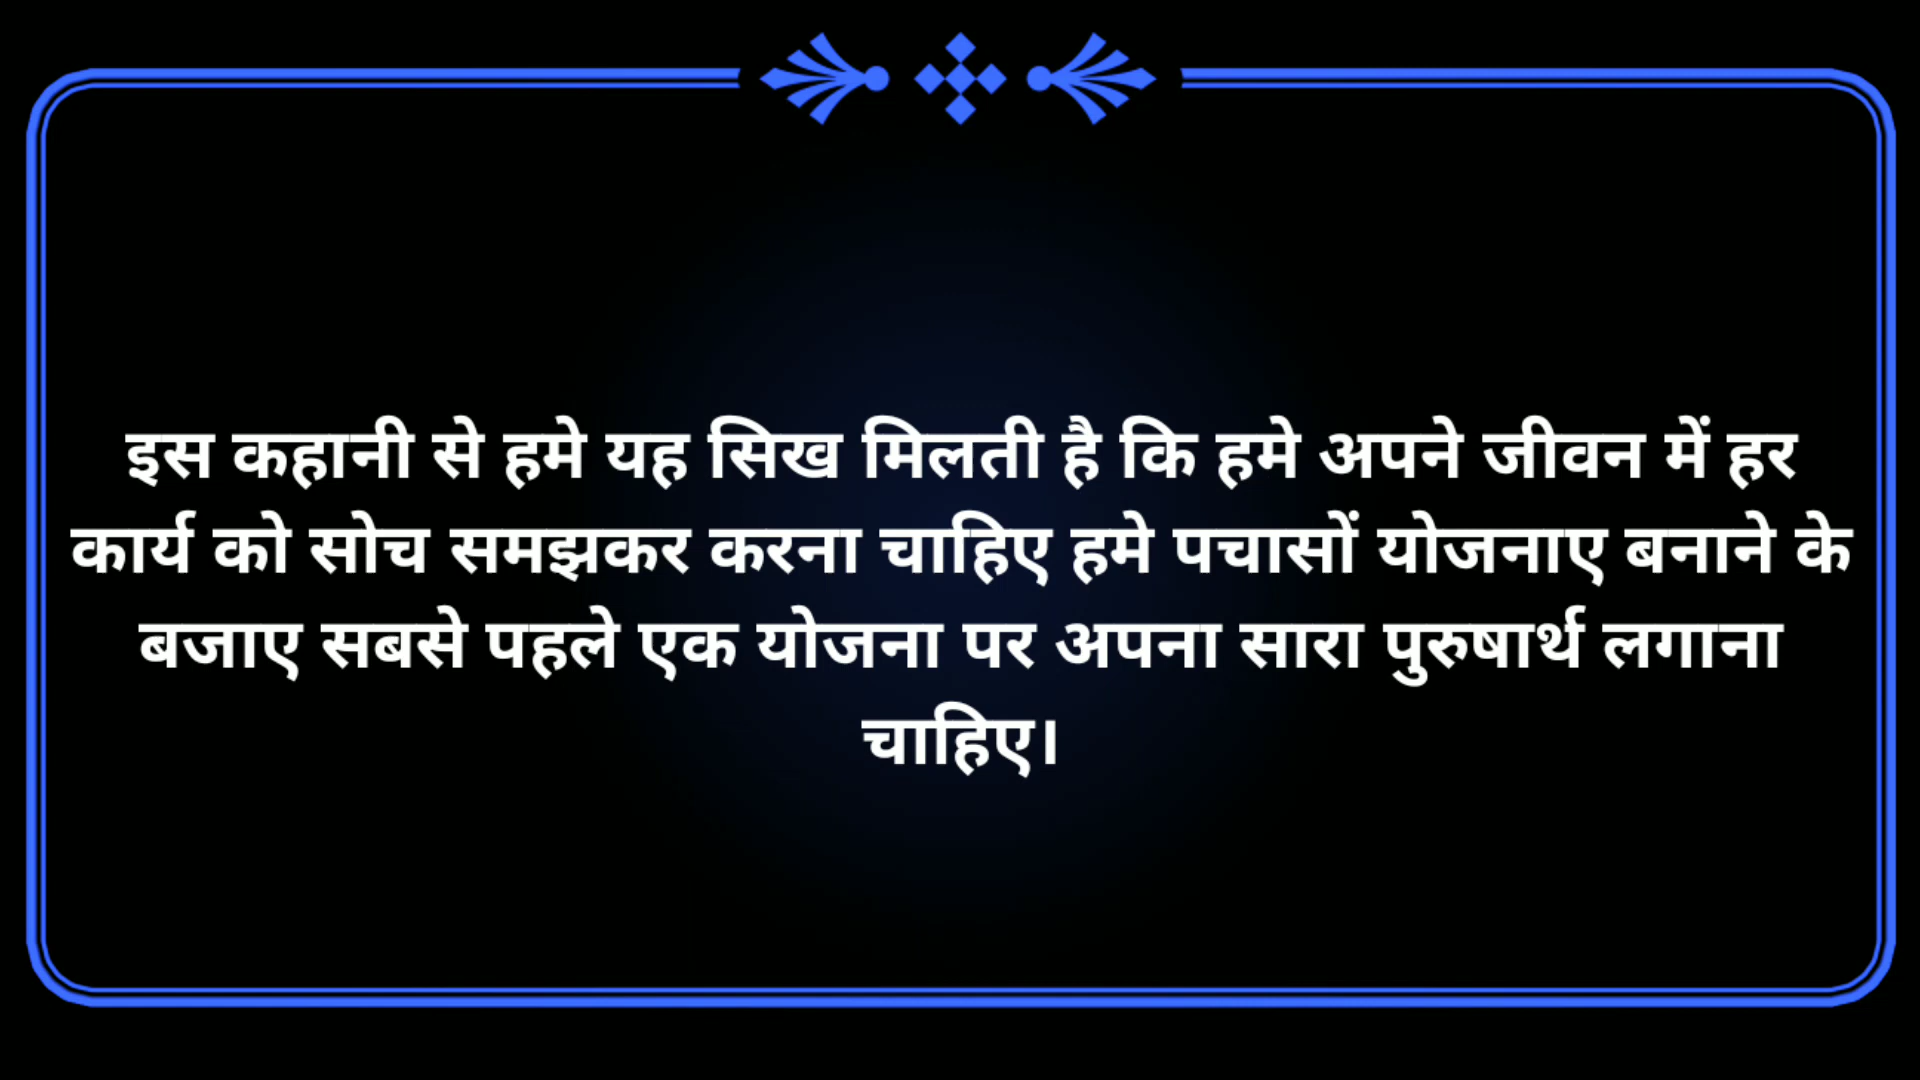 इस कहानी से हमे यह सिख मिलती है कि हमे अपने जीवन में हर
कार्य को सोच समझकर करना चाहिए हमे पचासों योजनाए बनाने के
बजाए सबसे पहले एक योजना पर अपना सारा पुरुषार्थ लगाना
चाहिए।